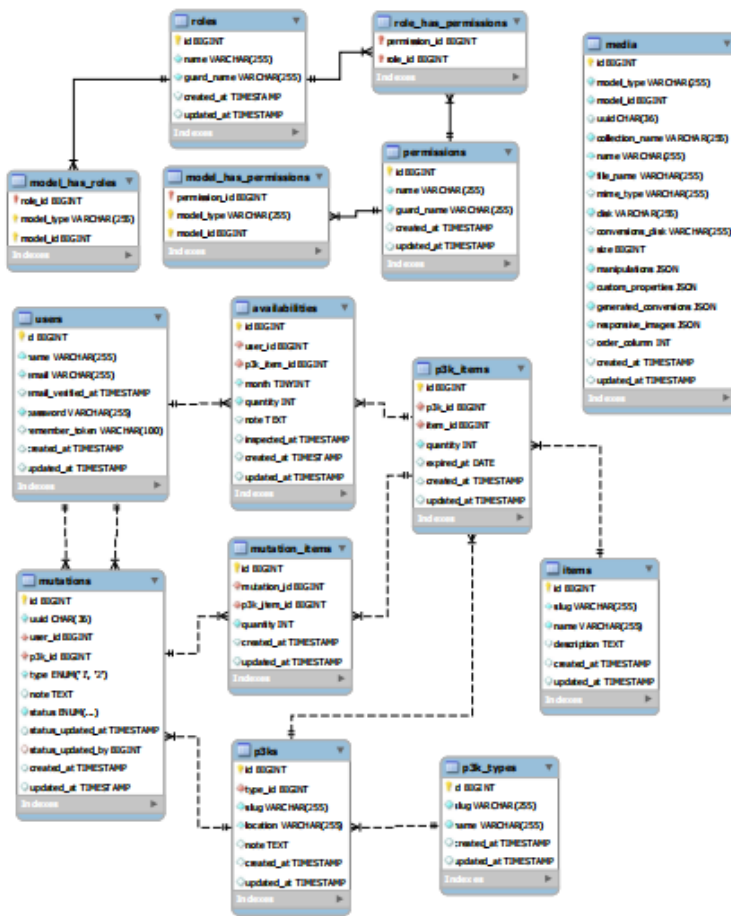 roles
id BIGINT
name VARCHAR(255)
guard_name VARCHAR(255)
created_at TIMESTAMP
updated_at TIMESTAMP
Indexes
role_has_permissions
permission_id BIGINT
role_id BIGINT
Indexes
media
id BIGINT
model_type VARCHAR(255)
model_id BIGINT
uuid CHAR(36)
collection_name VARCHAR(255)
name VARCHAR(255)
file_name VARCHAR(255)
mime_type VARCHAR(255)
disk VARCHAR(255)
conversions_disk VARCHAR(255)
size BIGINT
manipulations JSON
custom_properties JSON
generated_conversions JSON
responsive_images JSON
order_column INT
created_at TIMESTAMP
updated_at TIMESTAMP
Indexes
model_has_roles
role_id BIGINT
model_type VARCHAR(255)
model_id BIGINT
Indexes
model_has_permissions
permission_id BIGINT
model_type VARCHAR(255)
model_id BIGINT
Indexes
permissions
id BIGINT
name VARCHAR(255)
guard_name VARCHAR(255)
created_at TIMESTAMP
updated_at TIMESTAMP
Indexes
users
id BIGINT
name VARCHAR(255)
email VARCHAR(255)
email_verified_at TIMESTAMP
password VARCHAR(255)
remember_token VARCHAR(100)
created_at TIMESTAMP
updated_at TIMESTAMP
Indexes
availabilities
id BIGINT
user_id BIGINT
p3k_item_id BIGINT
month TINYINT
quantity INT
note TEXT
inspected_at TIMESTAMP
created_at TIMESTAMP
updated_at TIMESTAMP
Indexes
p3k_items
id BIGINT
p3k_id BIGINT
item_id BIGINT
quantity INT
expired_at DATE
created_at TIMESTAMP
updated_at TIMESTAMP
Indexes
mutations
id BIGINT
uuid CHAR(36)
user_id BIGINT
p3k_id BIGINT
type ENUM('1', '2')
note TEXT
status ENUM(...)
status_updated_at TIMESTAMP
status_updated_by BIGINT
created_at TIMESTAMP
updated_at TIMESTAMP
Indexes
mutation_items
id BIGINT
mutation_id BIGINT
p3k_item_id BIGINT
quantity INT
created_at TIMESTAMP
updated_at TIMESTAMP
Indexes
items
id BIGINT
slug VARCHAR(255)
name VARCHAR(255)
description TEXT
created_at TIMESTAMP
updated_at TIMESTAMP
Indexes
p3ks
id BIGINT
type_id BIGINT
slug VARCHAR(255)
location VARCHAR(255)
note TEXT
created_at TIMESTAMP
updated_at TIMESTAMP
Indexes
p3k_types
id BIGINT
slug VARCHAR(255)
name VARCHAR(255)
created_at TIMESTAMP
updated_at TIMESTAMP
Indexes